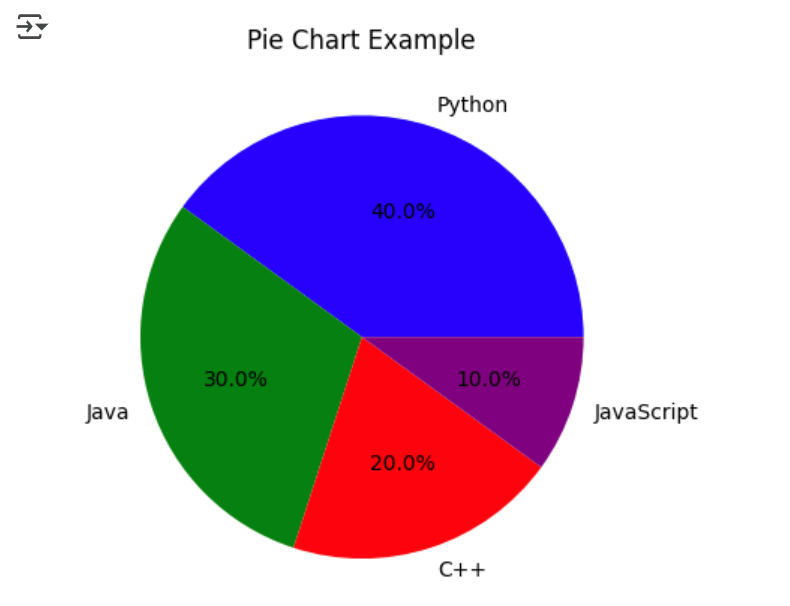 Pie Chart Example
Python
40.0%
30.0%
10.0%
Java
JavaScript
20.0%
C++